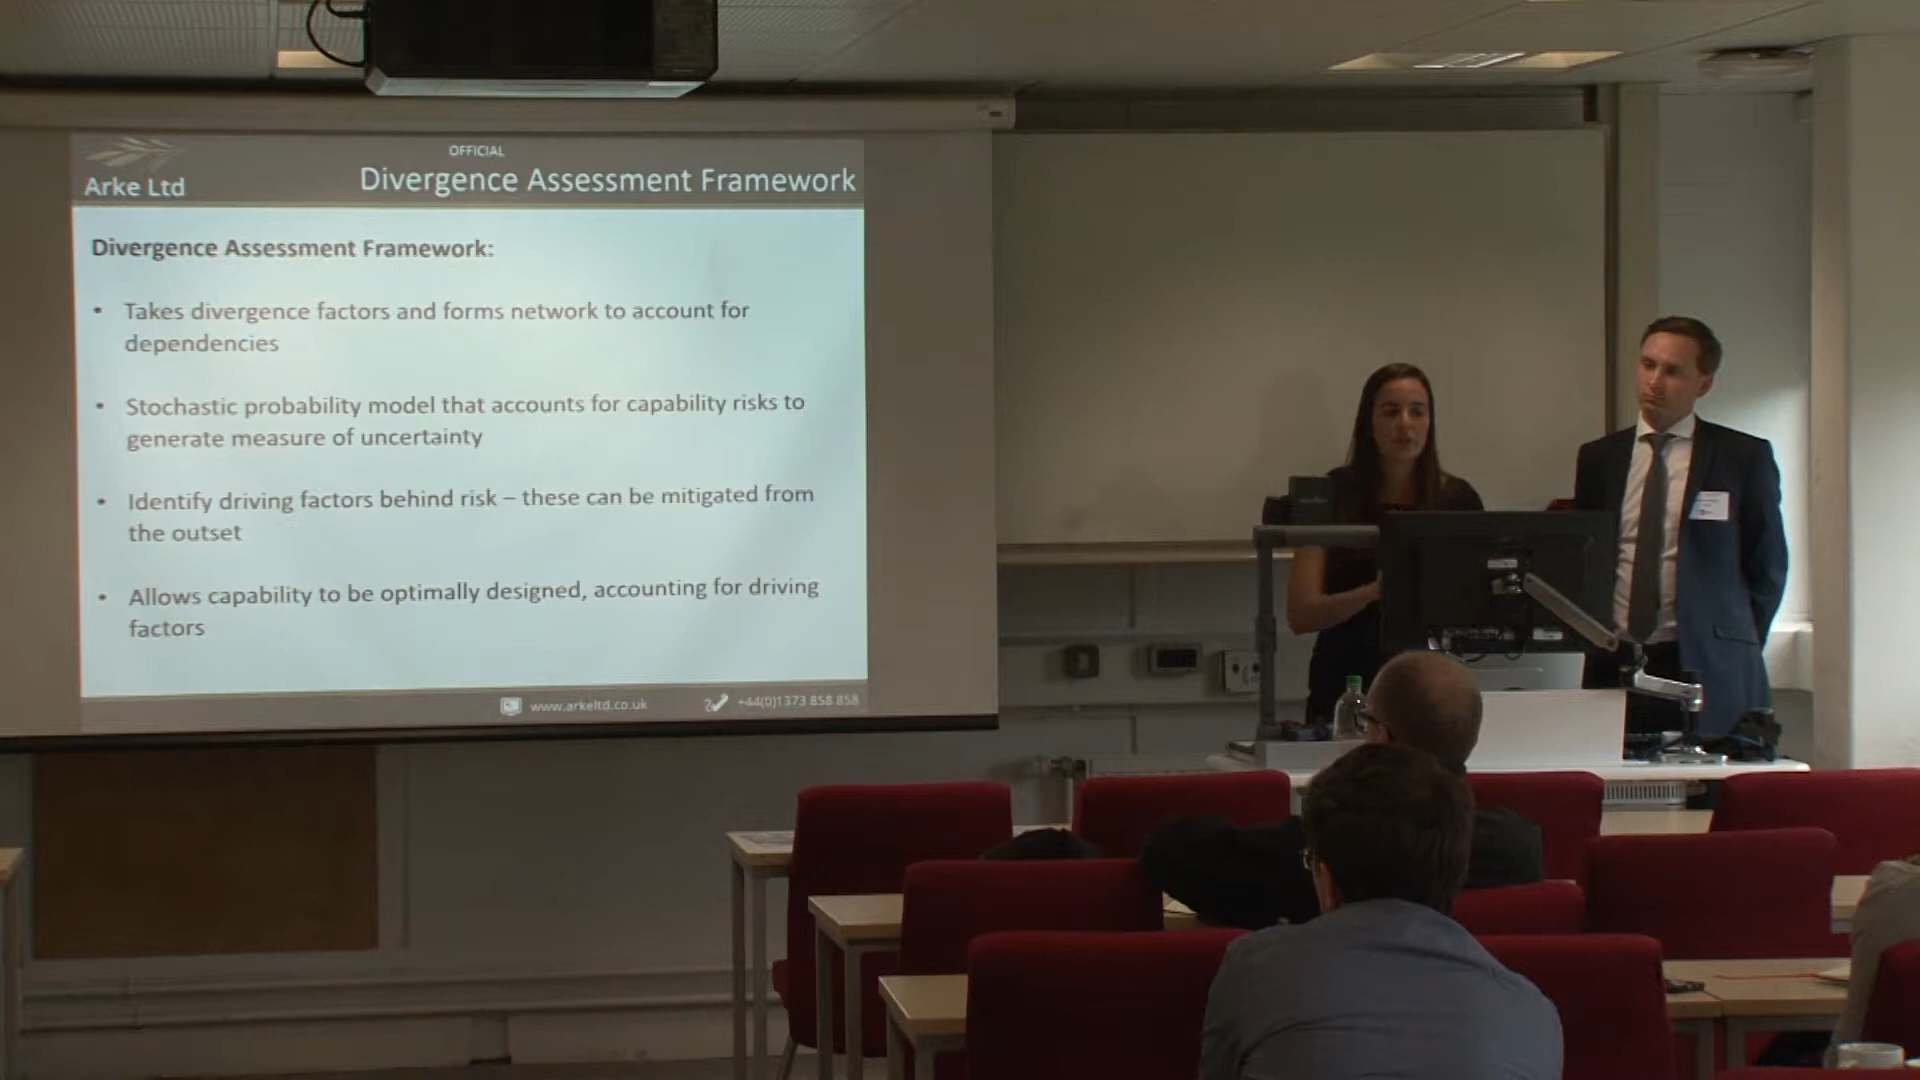 OFFICIAL
Arke Ltd
Divergence Assessment Framework
Divergence Assessment Framework:
• Takes divergence factors and forms network to account for
dependencies
• Stochastic probability model that accounts for capability risks to
generate measure of uncertainty
• Identify driving factors behind risk – these can be mitigated from
the outset
• Allows capability to be optimally designed, accounting for driving
factors
www.arkeltd.co.uk
+44(0)1373 858 858